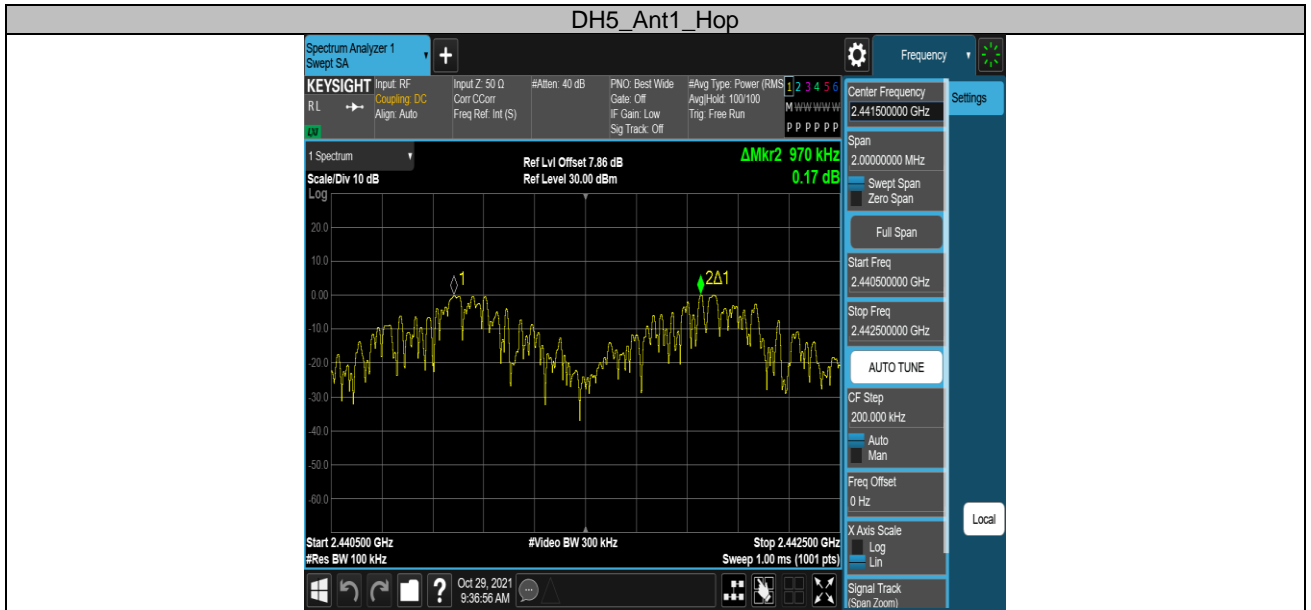 DH5_Ant1_Hop
Spectrum Analyzer 1
Swept SA
+
Frequency
KEYSIGHT
RL
LXI
Input: RF
Coupling: DC
Align: Auto
Input Z: 50 Ω
Corr CCorr
Freq Ref: Int (S)
#Atten: 40 dB
PNO: Best Wide
Gate: Off
IF Gain: Low
Sig Track: Off
#Avg Type: Power (RMS
Avg|Hold: 100/100
Trig: Free Run
1 2 3 4 5 6
M W W W W W
P P P P P P
1 Spectrum
Scale/Div 10 dB
Log
Ref Lvl Offset 7.86 dB
Ref Level 30.00 dBm
ΔMkr2 970 kHz
0.17 dB
20.0
10.0
0.00
-10.0
-20.0
-30.0
-40.0
-50.0
-60.0
1
2Δ1
Start 2.440500 GHz
#Res BW 100 kHz
#Video BW 300 kHz
Stop 2.442500 GHz
Sweep 1.00 ms (1001 pts)
?
Oct 29, 2021
9:36:56 AM
Center Frequency
2.441500000 GHz
Settings
Span
2.00000000 MHz
Swept Span
Zero Span
Full Span
Start Freq
2.440500000 GHz
Stop Freq
2.442500000 GHz
AUTO TUNE
CF Step
200.000 kHz
Auto
Man
Freq Offset
0 Hz
X Axis Scale
Log
Lin
Local
Signal Track
(Span Zoom)